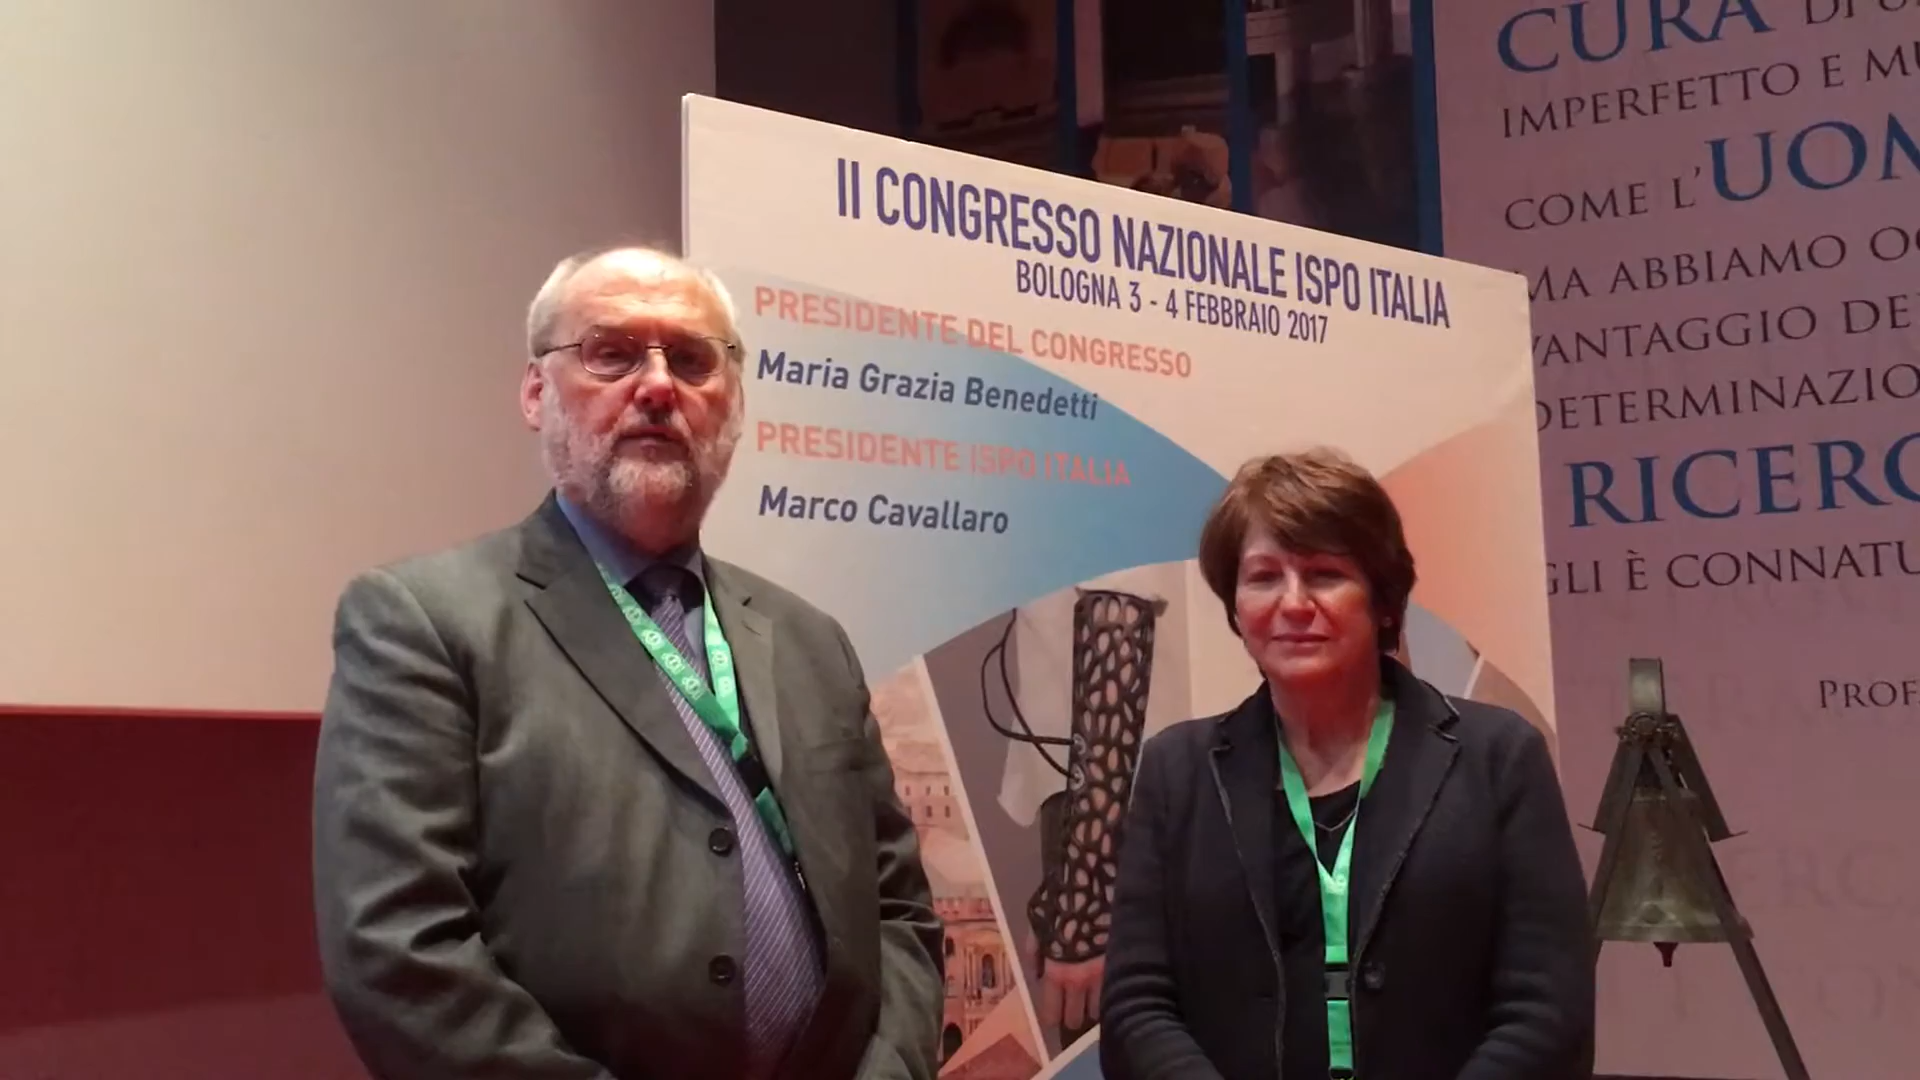 II CONGRESSO NAZIONALE ISPO ITALIA
BOLOGNA 3 - 4 FEBBRAIO 2017
PRESIDENTE DEL CONGRESSO
Maria Grazia Benedetti
PRESIDENTE ISPO ITALIA
Marco Cavallaro
CURA DI
IMPERFETTO E
COME L'UOM
MA ABBIAMO
VANTAGGIO DE
DETERMINAZIO
RICERC
GLI È CONNATU
PROF